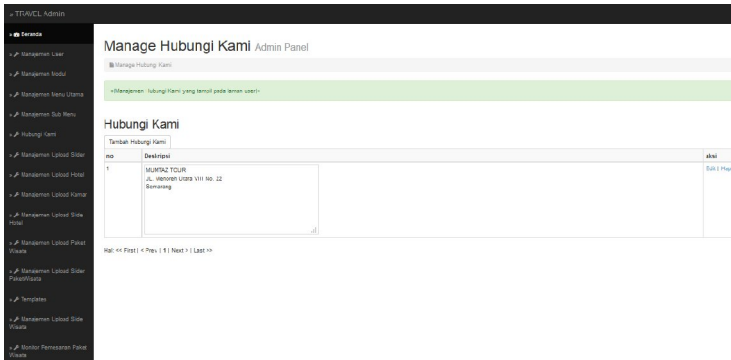 » TRAVEL Admin
» Beranda
» Manajemen User
» Manajemen Modul
» Manajemen Menu Utama
» Manajemen Sub Menu
» Hubungi Kami
» Manajemen Upload Slider
» Manajemen Upload Hotel
» Manajemen Upload Kamar
» Manajemen Upload Slide
Hotel
» Manajemen Upload Paket
Wisata
» Manajemen Upload Slider
PaketWisata
» Templates
» Manajemen Upload Slide
Wisata
» Monitor Pemesanan Paket
Wisata
Manage Hubungi Kami Admin Panel
Manage Hubungi Kami
»Manajemen Hubungi Kami yang tampil pada laman user«
Hubungi Kami
Tambah Hubungi Kami
no Deskripsi aksi
1 MUMTAZ TOUR Edit |
JL. Menoreh Utara VIII No. 22
Semarang
Hal: << First | < Prev | 1 | Next > | Last >>